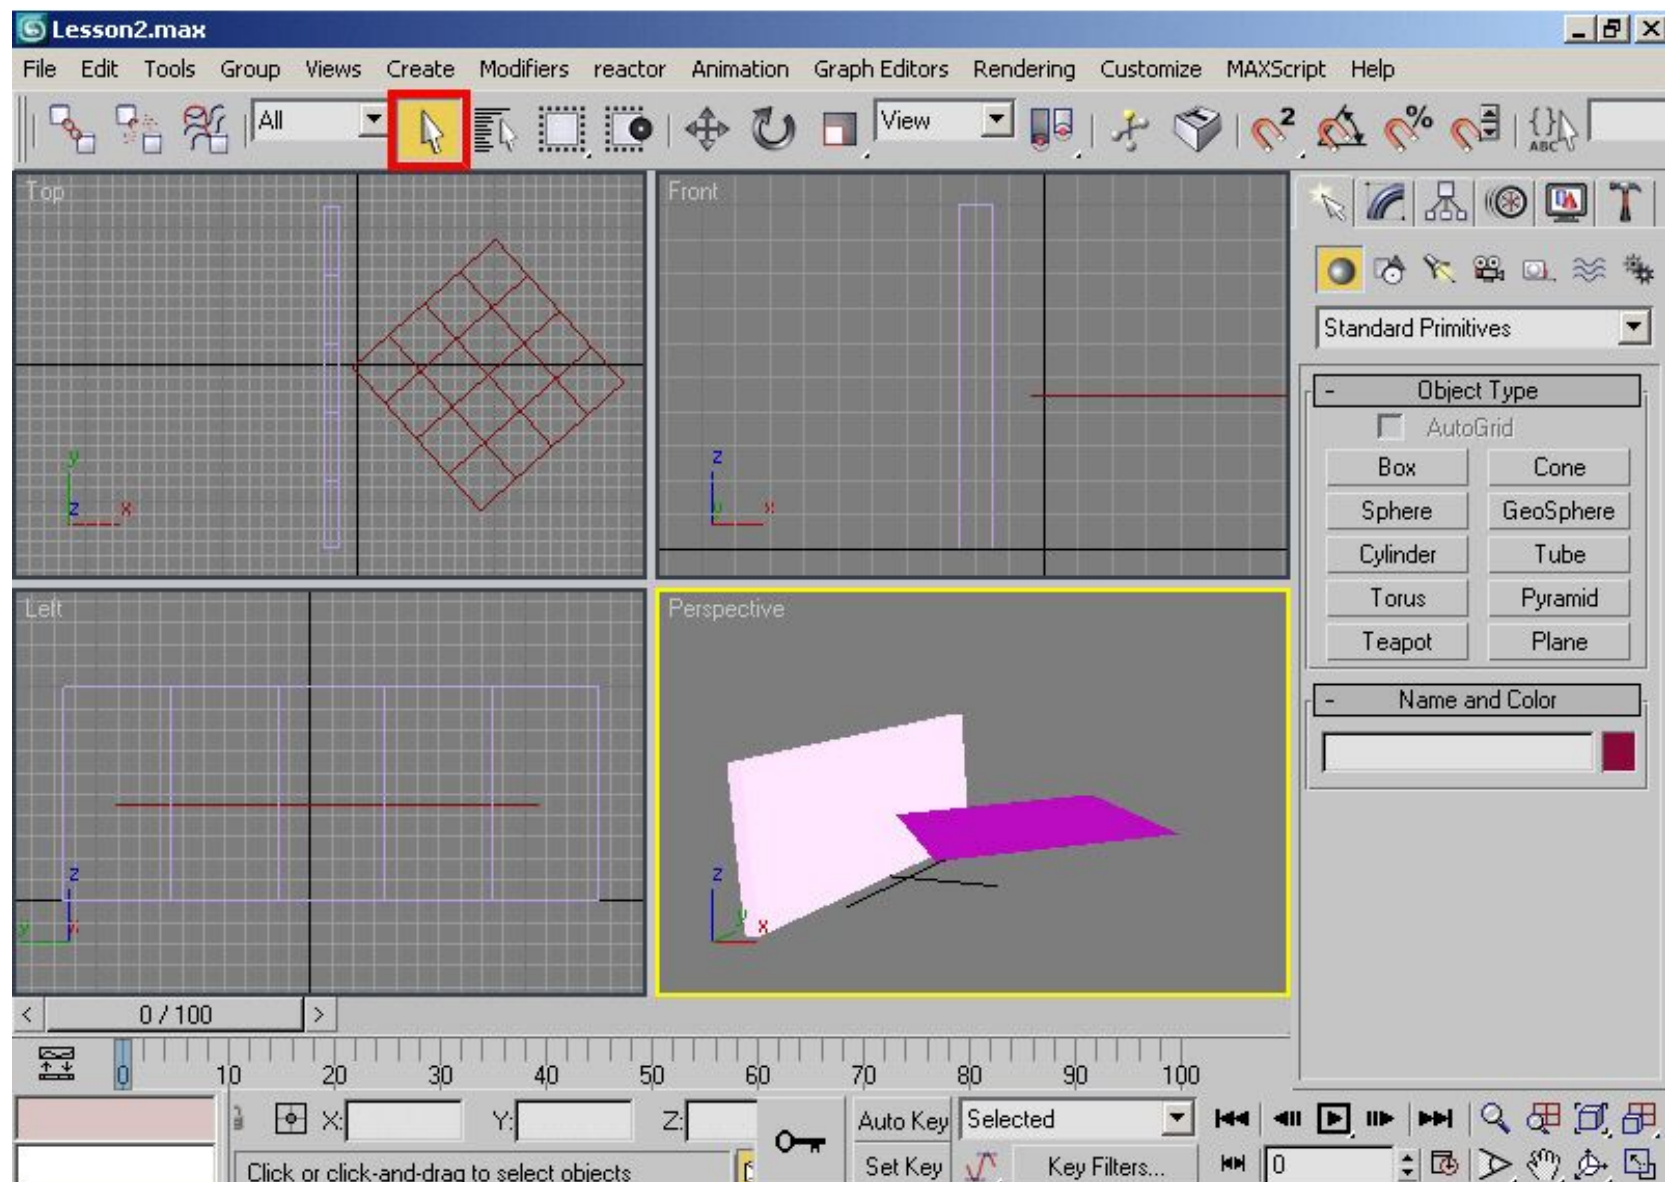 Lesson2.max
File Edit Tools Group Views Create Modifiers reactor Animation Graph Editors Rendering Customize MAXScript Help
All View 2 % {} ABC
Top Front
y z x
z y x
Standard Primitives
- Object Type
AutoGrid
Box Cone
Sphere GeoSphere
Cylinder Tube
Torus Pyramid
Teapot Plane
- Name and Color
Left Perspective
z y x
z y x
< 0 / 100 >
0 10 20 30 40 50 60 70 80 90 100
X: Y: Z: Auto Key Selected
Click or click-and-drag to select objects Set Key Key Filters... 0